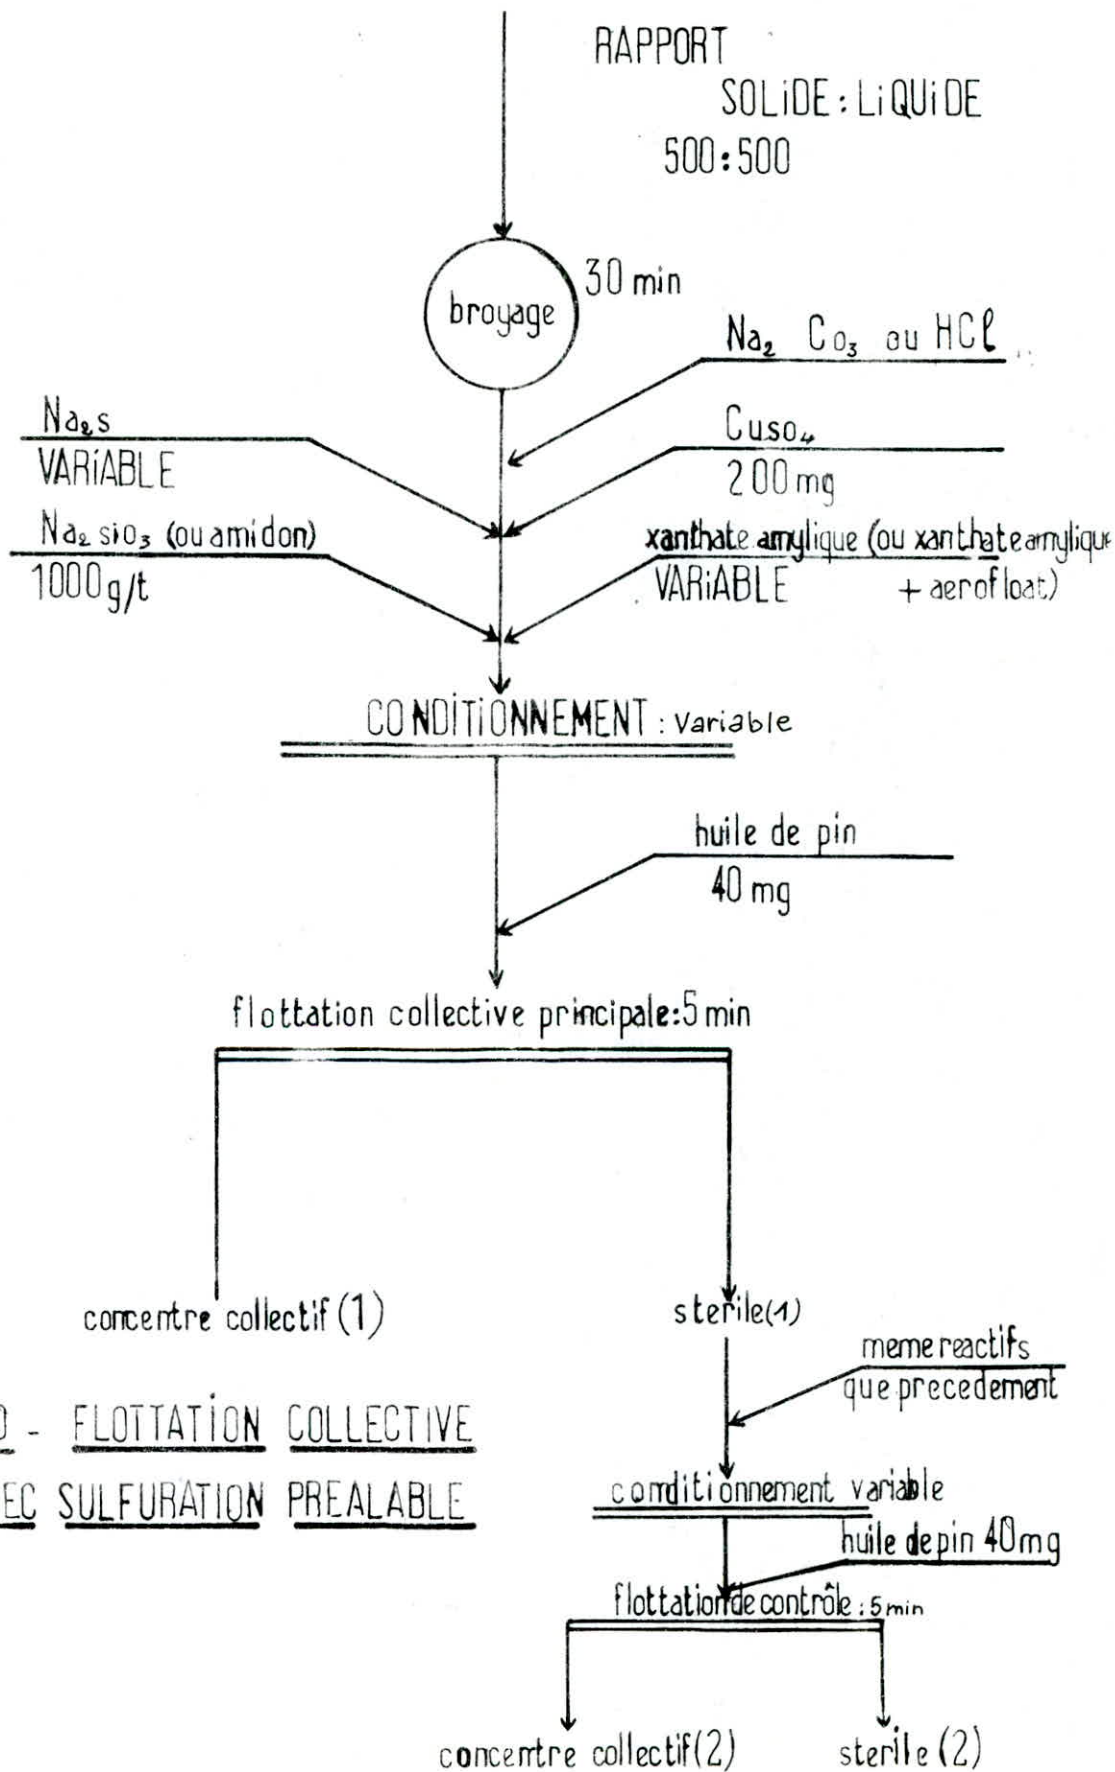 RAPPORT
SOLiDE : LiQUiDE
500:500
30 min
broyage
Na₂ Co₃ ou HCl
Na₂s
VARiABLE
Cuso₄
200 mg
Na₂ sio₃ (ou amidon)
1000 g/t
xanthate amylique (ou xanthate amylique
VARiABLE + aerofloat)
CONDiTiONNEMENT : Variable
huile de pin
40 mg
flottation collective principale: 5 min
concentre collectif (1)
sterile (1)
meme reactifs
que precedement
- FLOTTATiON COLLECTIVE
EC SULFURATION PREALABLE
conditionnement variable
huile de pin 40 mg
flottation de contrôle : 5 min
concentre collectif (2) sterile (2)